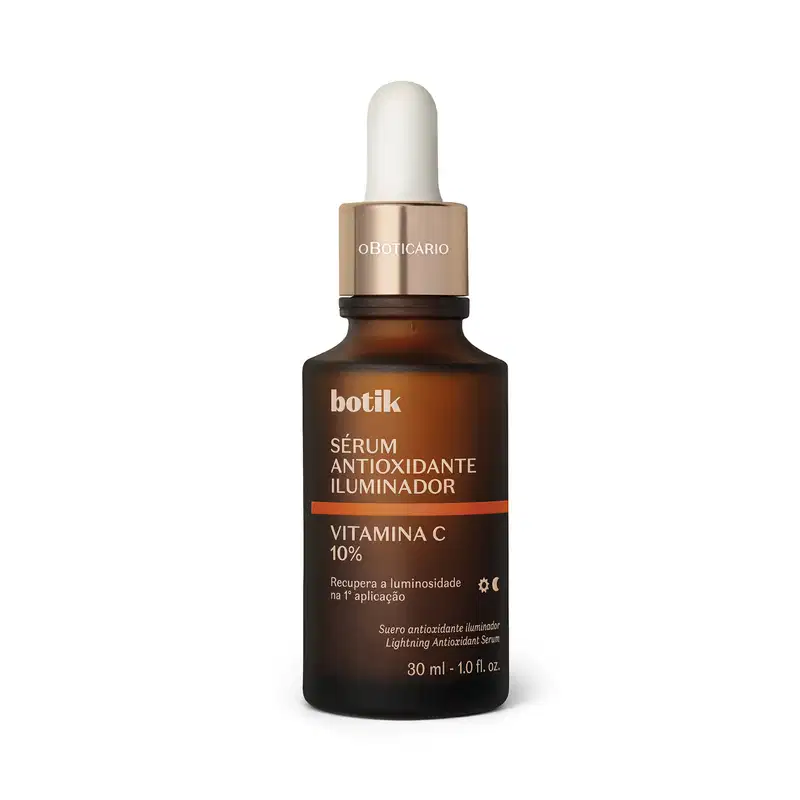 oBOTICÁRIO
botik
SÉRUM
ANTIOXIDANTE
ILUMINADOR
VITAMINA C
10%
Recupera a luminosidade
na 1ª aplicação
Suero antioxidante iluminador
Lightning Antioxidant Serum
30 ml - 1.0 fl. oz.